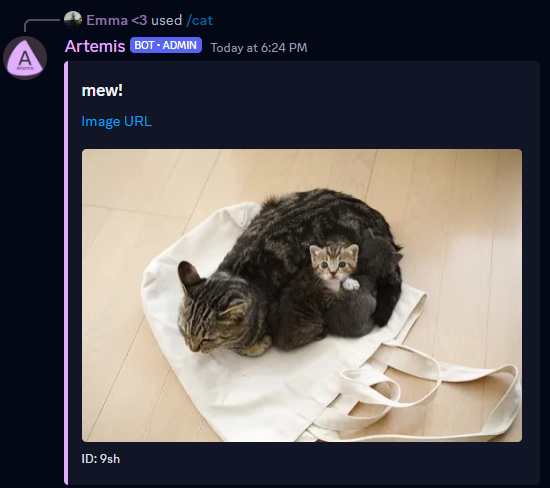 Emma <3 used /cat
A
Artemis
Artemis BOT • ADMIN Today at 6:24 PM
mew!
Image URL
ID: 9sh